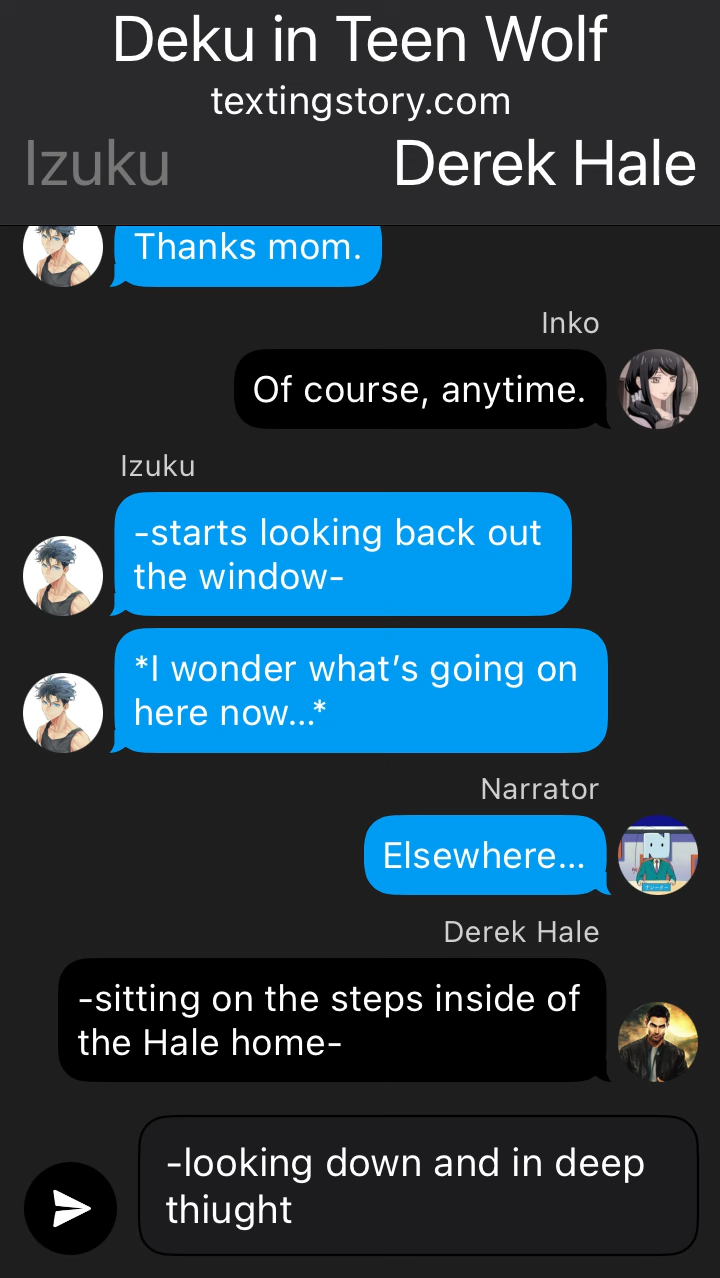 Deku in Teen Wolf
textingstory.com
Izuku
Derek Hale
Thanks mom.
Inko
Of course, anytime.
Izuku
-starts looking back out
the window-
*I wonder what’s going on
here now...*
Narrator
Elsewhere...
Derek Hale
-sitting on the steps inside of
the Hale home-
-looking down and in deep
thiught